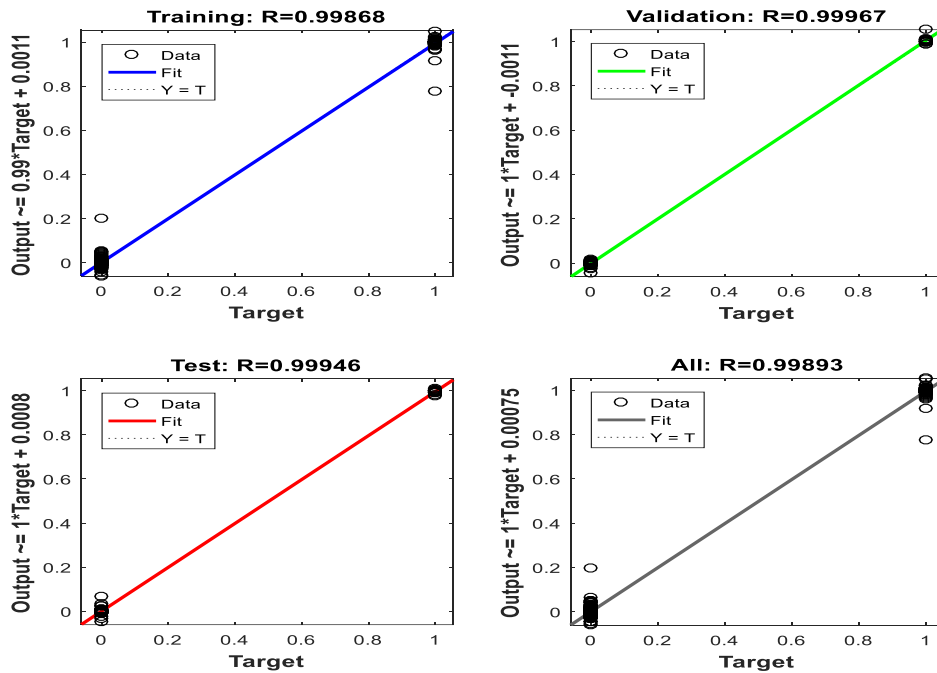 Training: R=0.99868
Output ~= 0.99*Target + 0.0011
1
0.8
0.6
0.4
0.2
0
Data
Fit
Y = T
0 0.2 0.4 0.6 0.8 1
Target
Validation: R=0.99967
Output ~= 1*Target + -0.0011
1
0.8
0.6
0.4
0.2
0
Data
Fit
Y = T
0 0.2 0.4 0.6 0.8 1
Target
Test: R=0.99946
Output ~= 1*Target + 0.0008
1
0.8
0.6
0.4
0.2
0
Data
Fit
Y = T
0 0.2 0.4 0.6 0.8 1
Target
All: R=0.99893
Output ~= 1*Target + 0.00075
1
0.8
0.6
0.4
0.2
0
Data
Fit
Y = T
0 0.2 0.4 0.6 0.8 1
Target